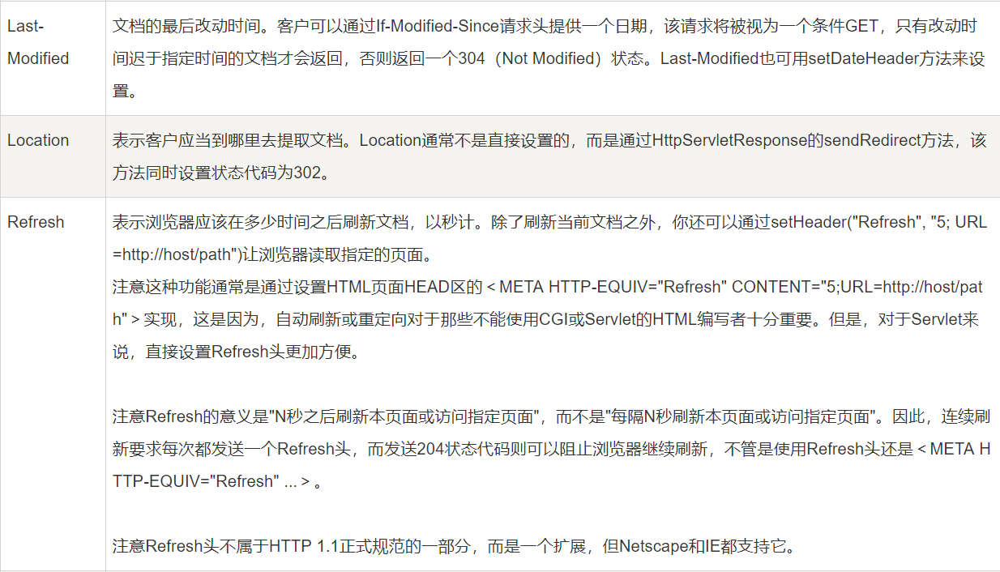 Last-
Modified
文档的最后改动时间。客户可以通过If-Modified-Since请求头提供一个日期，该请求将被视为一个条件GET，只有改动时
间迟于指定时间的文档才会返回，否则返回一个304（Not Modified）状态。Last-Modified也可用setDateHeader方法来设
置。
Location
表示客户应当到哪里去提取文档。Location通常不是直接设置的，而是通过HttpServletResponse的sendRedirect方法，该
方法同时设置状态代码为302。
Refresh
表示浏览器应该在多少时间之后刷新文档，以秒计。除了刷新当前文档之外，你还可以通过setHeader("Refresh", "5; URL
=http://host/path")让浏览器读取指定的页面。
注意这种功能通常是通过设置HTML页面HEAD区的＜META HTTP-EQUIV="Refresh" CONTENT="5;URL=http://host/pat
h"＞实现，这是因为，自动刷新或重定向对于那些不能使用CGI或Servlet的HTML编写者十分重要。但是，对于Servlet来
说，直接设置Refresh头更加方便。
注意Refresh的意义是"N秒之后刷新本页面或访问指定页面"，而不是"每隔N秒刷新本页面或访问指定页面"。因此，连续刷
新要求每次都发送一个Refresh头，而发送204状态代码则可以阻止浏览器继续刷新，不管是使用Refresh头还是＜META H
TTP-EQUIV="Refresh" ...＞。
注意Refresh头不属于HTTP 1.1正式规范的一部分，而是一个扩展，但Netscape和IE都支持它。